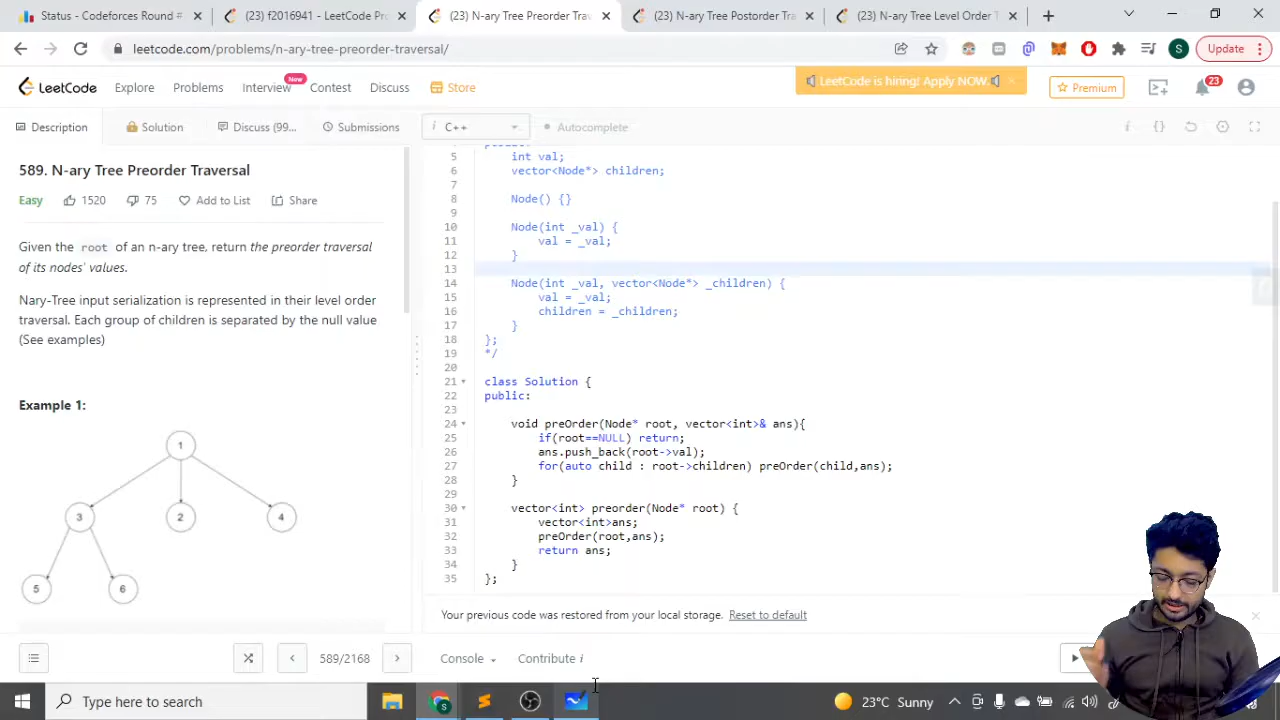 Status - Codeforces Round #
(23) f2016941 - LeetCode Pr
(23) N-ary Tree Preorder Trav
(23) N-ary Tree Postorder Tra
(23) N-ary Tree Level Order T
leetcode.com/problems/n-ary-tree-preorder-traversal/
S
Update
LeetCode
Explore
Problems
Interview
New
Contest
Discuss
Store
LeetCode is hiring! Apply NOW.
Premium
23
Description
Solution
Discuss (99...
Submissions
i C++
Autocomplete
589. N-ary Tree Preorder Traversal
Easy
1520
75
Add to List
Share
Given the root of an n-ary tree, return the preorder traversal
of its nodes' values.
Nary-Tree input serialization is represented in their level order
traversal. Each group of children is separated by the null value
(See examples)
Example 1:
1
3
2
4
5
6
5 int val;
6 vector<Node*> children;
7
8 Node() {}
9
10 Node(int _val) {
11 val = _val;
12 }
13
14 Node(int _val, vector<Node*> _children) {
15 val = _val;
16 children = _children;
17 }
18 };
19 */
20
21 class Solution {
22 public:
23
24 void preOrder(Node* root, vector<int>& ans){
25 if(root==NULL) return;
26 ans.push_back(root->val);
27 for(auto child : root->children) preOrder(child,ans);
28 }
29
30 vector<int> preorder(Node* root) {
31 vector<int>ans;
32 preOrder(root,ans);
33 return ans;
34 }
35 };
Your previous code was restored from your local storage. Reset to default
589/2168
Console
Contribute i
Type here to search
S
23°C Sunny